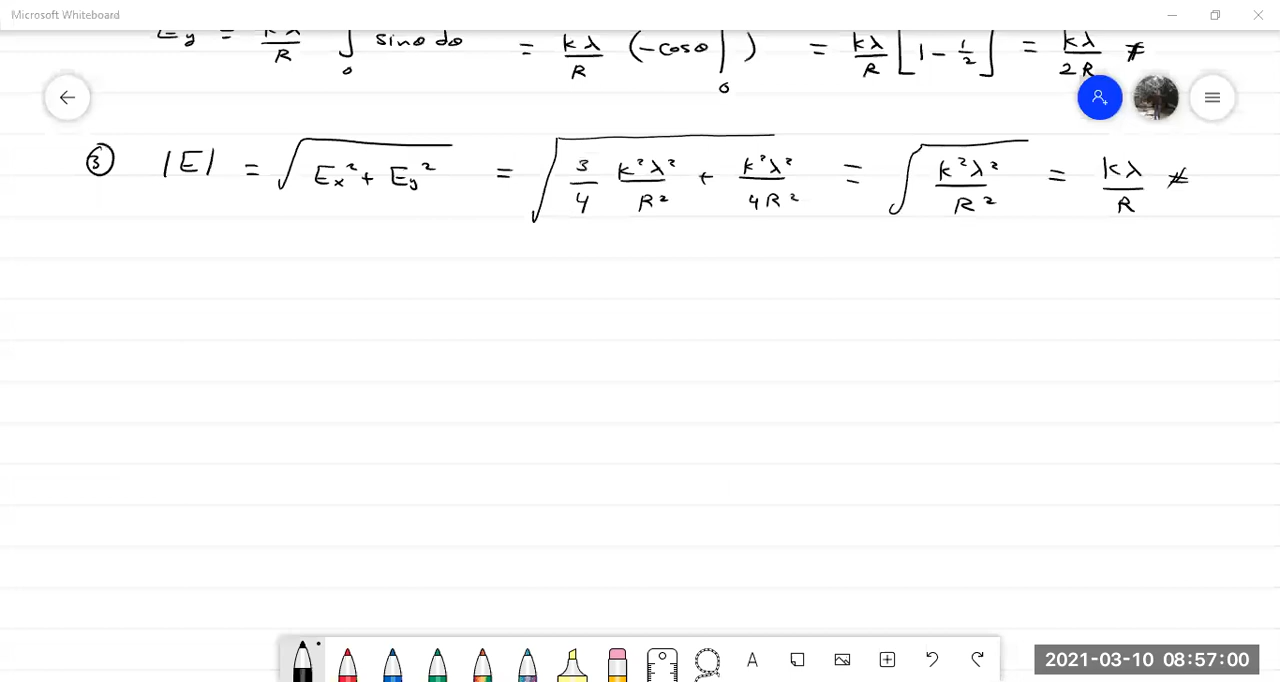 Microsoft Whiteboard
Ey = kλ/R ∫₀ sinθ dθ = kλ/R (-cosθ |₀ ) = kλ/R [1 - 1/2] = kλ/2R #
③ |E| = √(Ex² + Ey²) = √(3/4 k²λ²/R² + k²λ²/4R²) = √(k²λ²/R²) = kλ/R #
A
2021-03-10 08:57:00